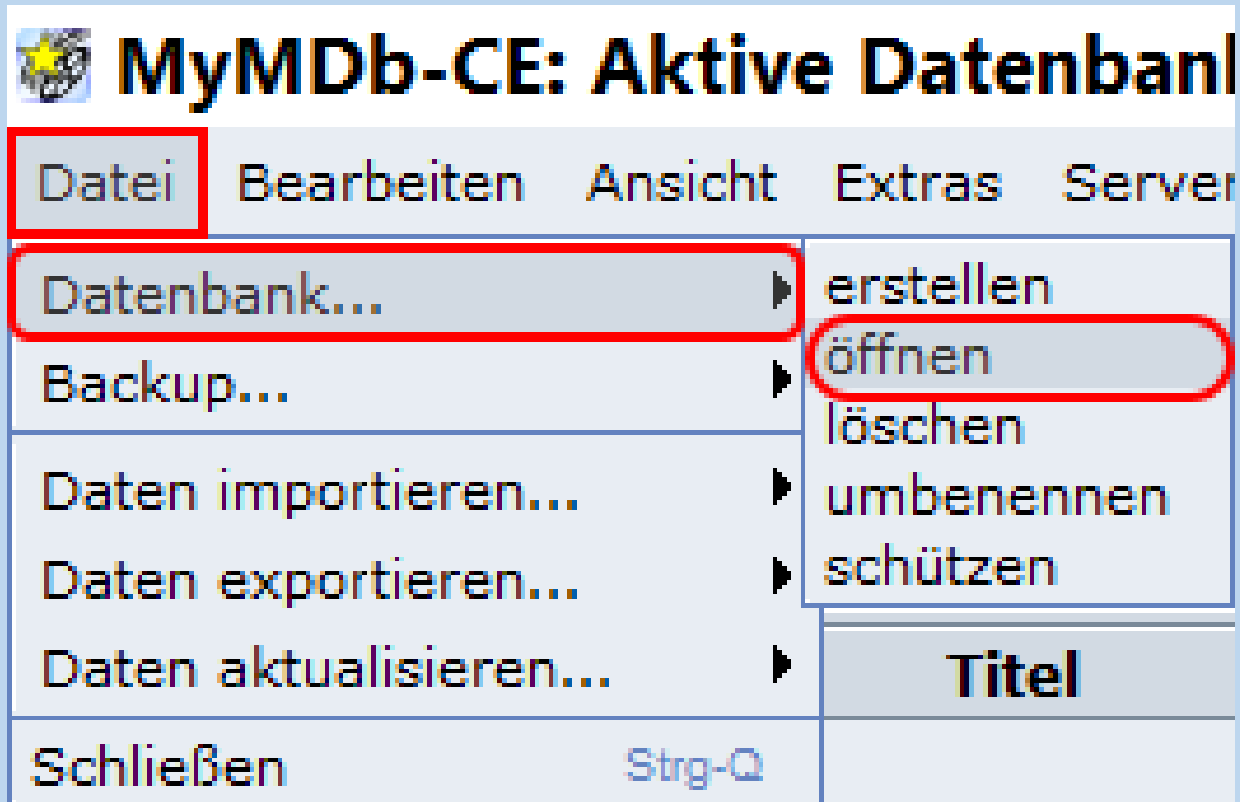 MyMDb-CE: Aktive Datenbank
Datei Bearbeiten Ansicht Extras Server
Datenbank...
erstellen
öffnen
löschen
umbenennen
schützen
Backup...
Daten importieren...
Daten exportieren...
Daten aktualisieren...
Titel
Schließen Strg-Q